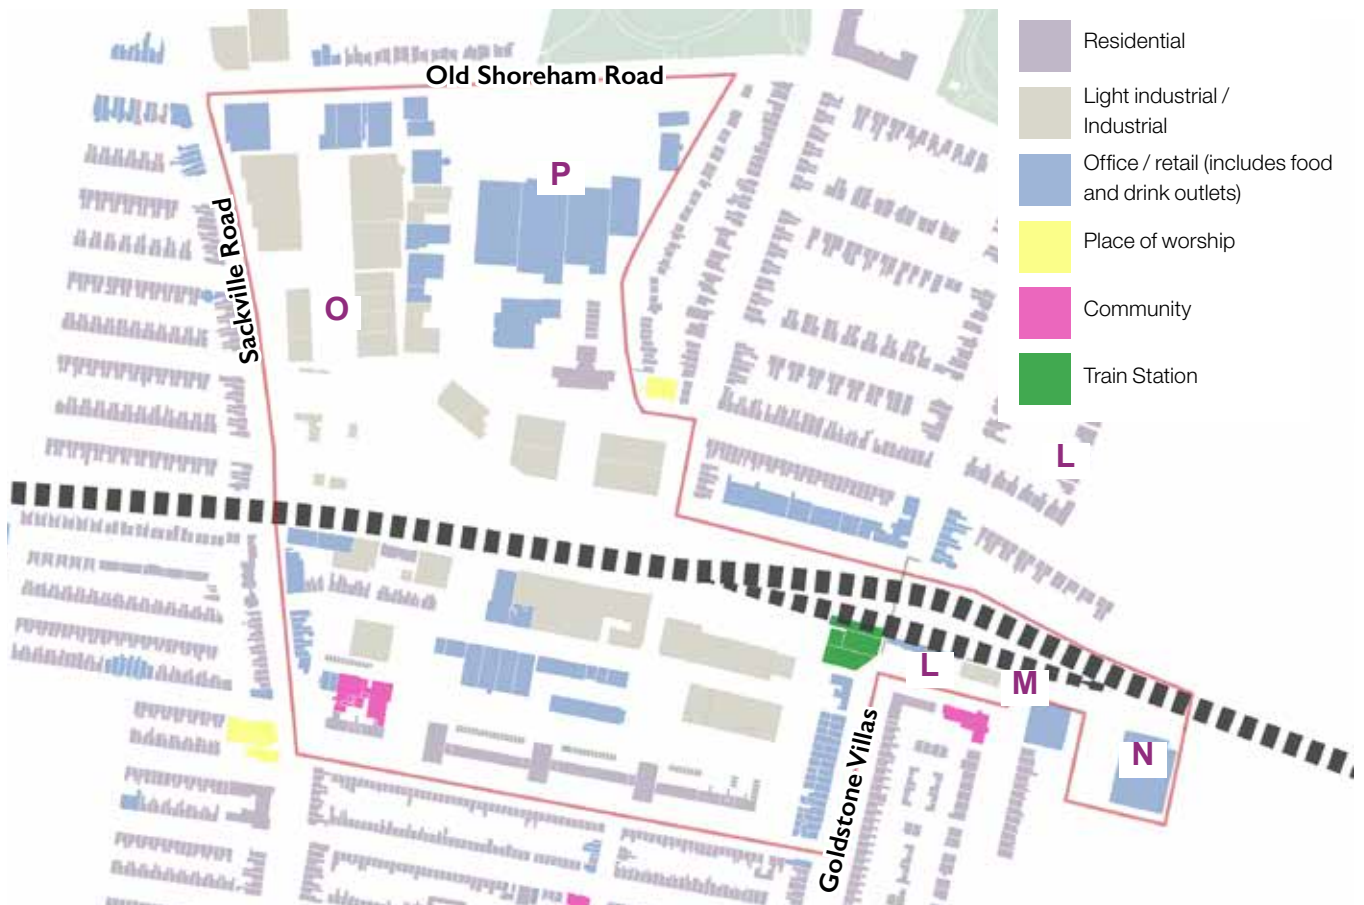 Old Shoreham Road
Residential
Light industrial /
Industrial
Office / retail (includes food
and drink outlets)
Place of worship
Community
Train Station
P
Sackville Road
O
L
L
M
N
Goldstone Villas